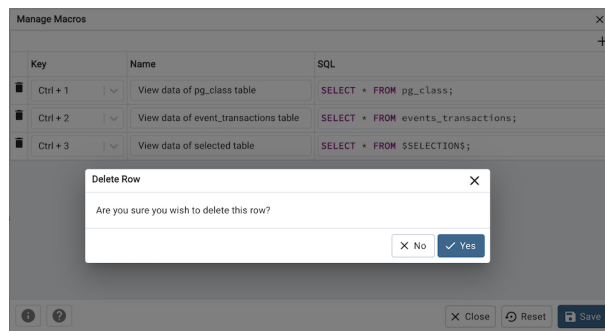 Manage Macros
Key Name SQL
Ctrl + 1 View data of pg_class table SELECT * FROM pg_class;
Ctrl + 2 View data of event_transactions table SELECT * FROM events_transactions;
Ctrl + 3 View data of selected table SELECT * FROM $SELECTION$;
Delete Row
Are you sure you wish to delete this row?
No Yes
Close Reset Save